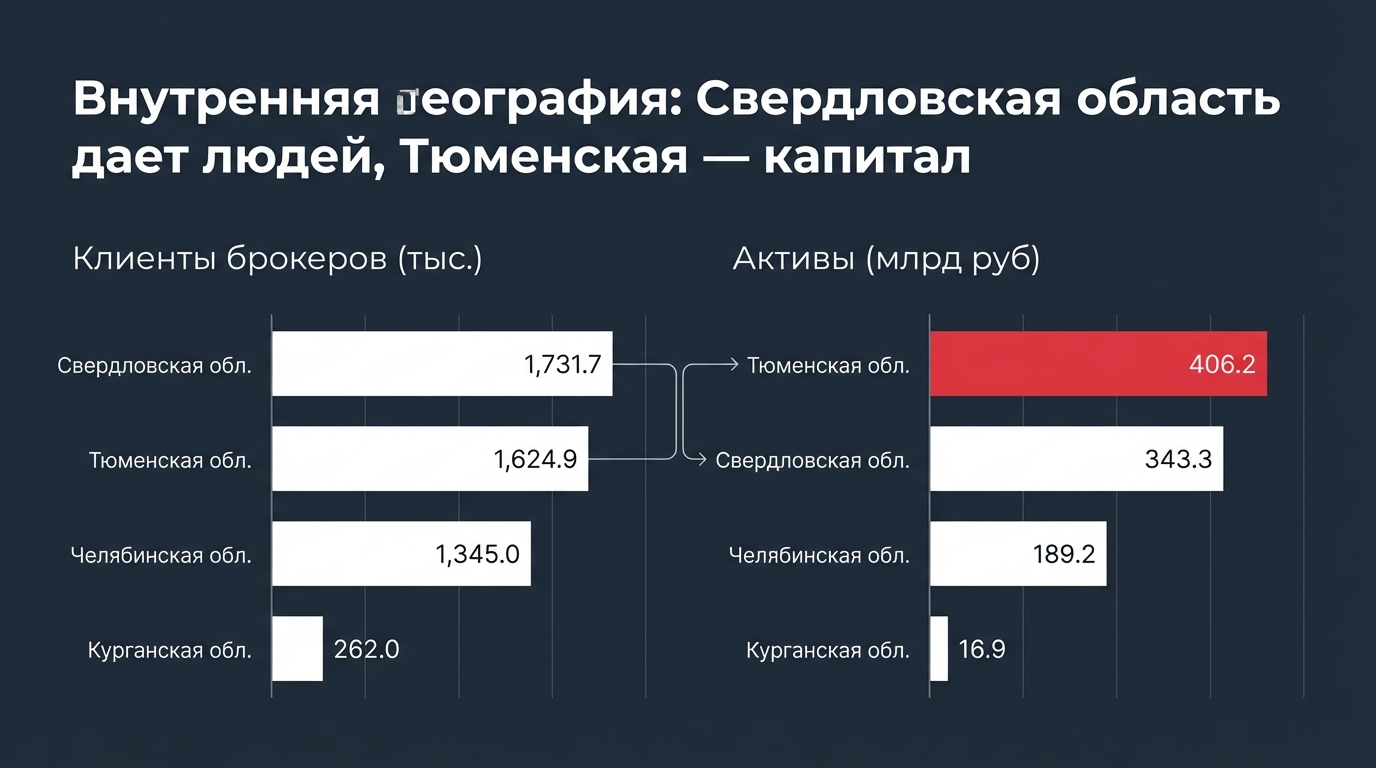 Внутренняя география: Свердловская область
дает людей, Тюменская — капитал
Клиенты брокеров (тыс.)
Свердловская обл.
1,731.7
Тюменская обл.
1,624.9
Челябинская обл.
1,345.0
Курганская обл.
262.0
Активы (млрд руб)
Тюменская обл.
406.2
Свердловская обл.
343.3
Челябинская обл.
189.2
Курганская обл.
16.9